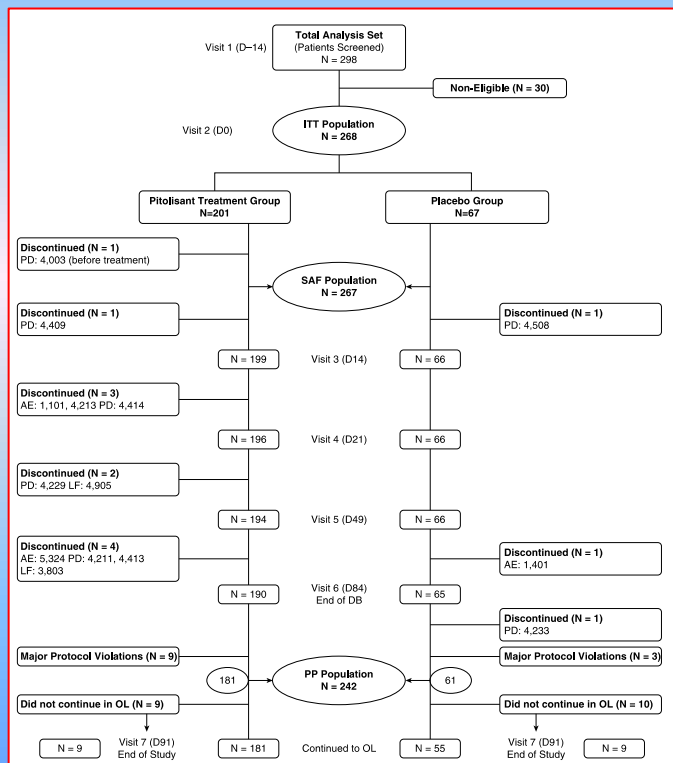 Total Analysis Set
(Patients Screened)
N = 298
Visit 1 (D–14)
Non-Eligible (N = 30)
ITT Population
N = 268
Visit 2 (D0)
Pitolisant Treatment Group
N=201
Placebo Group
N=67
Discontinued (N = 1)
PD: 4,003 (before treatment)
SAF Population
N = 267
Discontinued (N = 1)
PD: 4,409
Discontinued (N = 1)
PD: 4,508
N = 199
Visit 3 (D14)
N = 66
Discontinued (N = 3)
AE: 1,101, 4,213 PD: 4,414
N = 196
Visit 4 (D21)
N = 66
Discontinued (N = 2)
PD: 4,229 LF: 4,905
N = 194
Visit 5 (D49)
N = 66
Discontinued (N = 4)
AE: 5,324 PD: 4,211, 4,413
LF: 3,803
Discontinued (N = 1)
AE: 1,401
N = 190
Visit 6 (D84)
End of DB
N = 65
Discontinued (N = 1)
PD: 4,233
Major Protocol Violations (N = 9)
Major Protocol Violations (N = 3)
181
PP Population
N = 242
61
Did not continue in OL (N = 9)
Did not continue in OL (N = 10)
Visit 7 (D91)
End of Study
Visit 7 (D91)
End of Study
N = 9
N = 181
Continued to OL
N = 55
N = 9